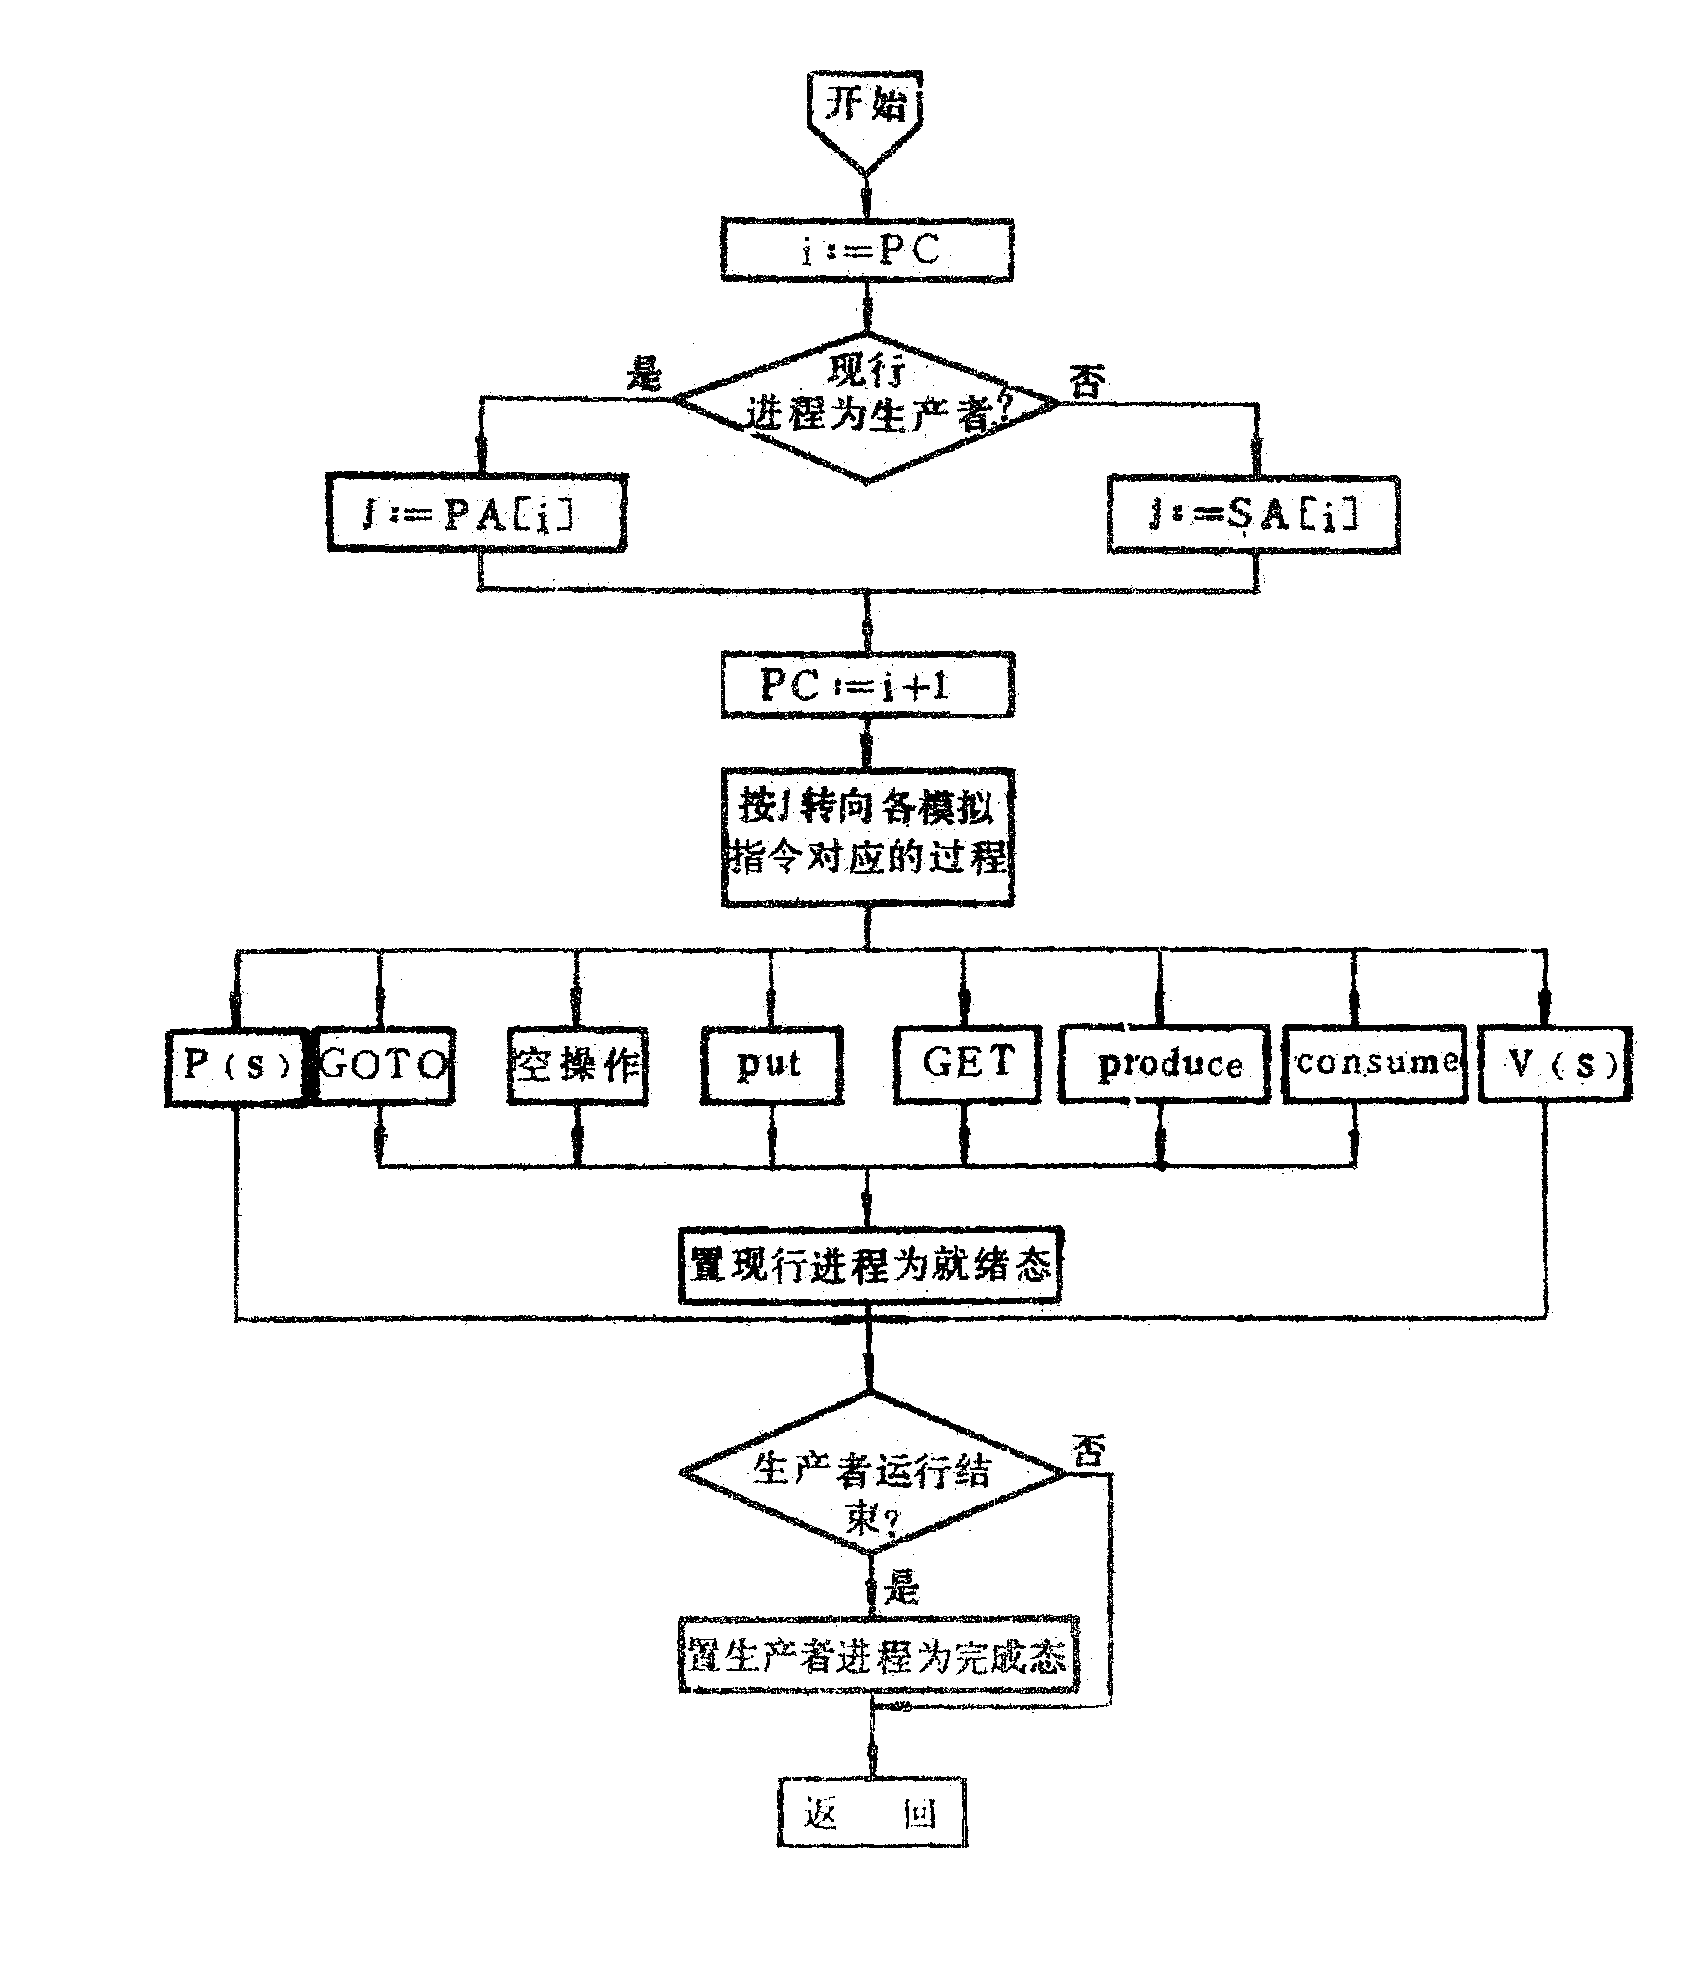 开始
i:=PC
现行
进程为生产者?
是
否
j:=PA[i]
j:=SA[i]
PC:=i+1
按j转向各模拟
指令对应的过程
P(s)
GOTO
空操作
put
GET
produce
consume
V(s)
置现行进程为就绪态
生产者运行结
束?
否
是
置生产者进程为完成态
返 回